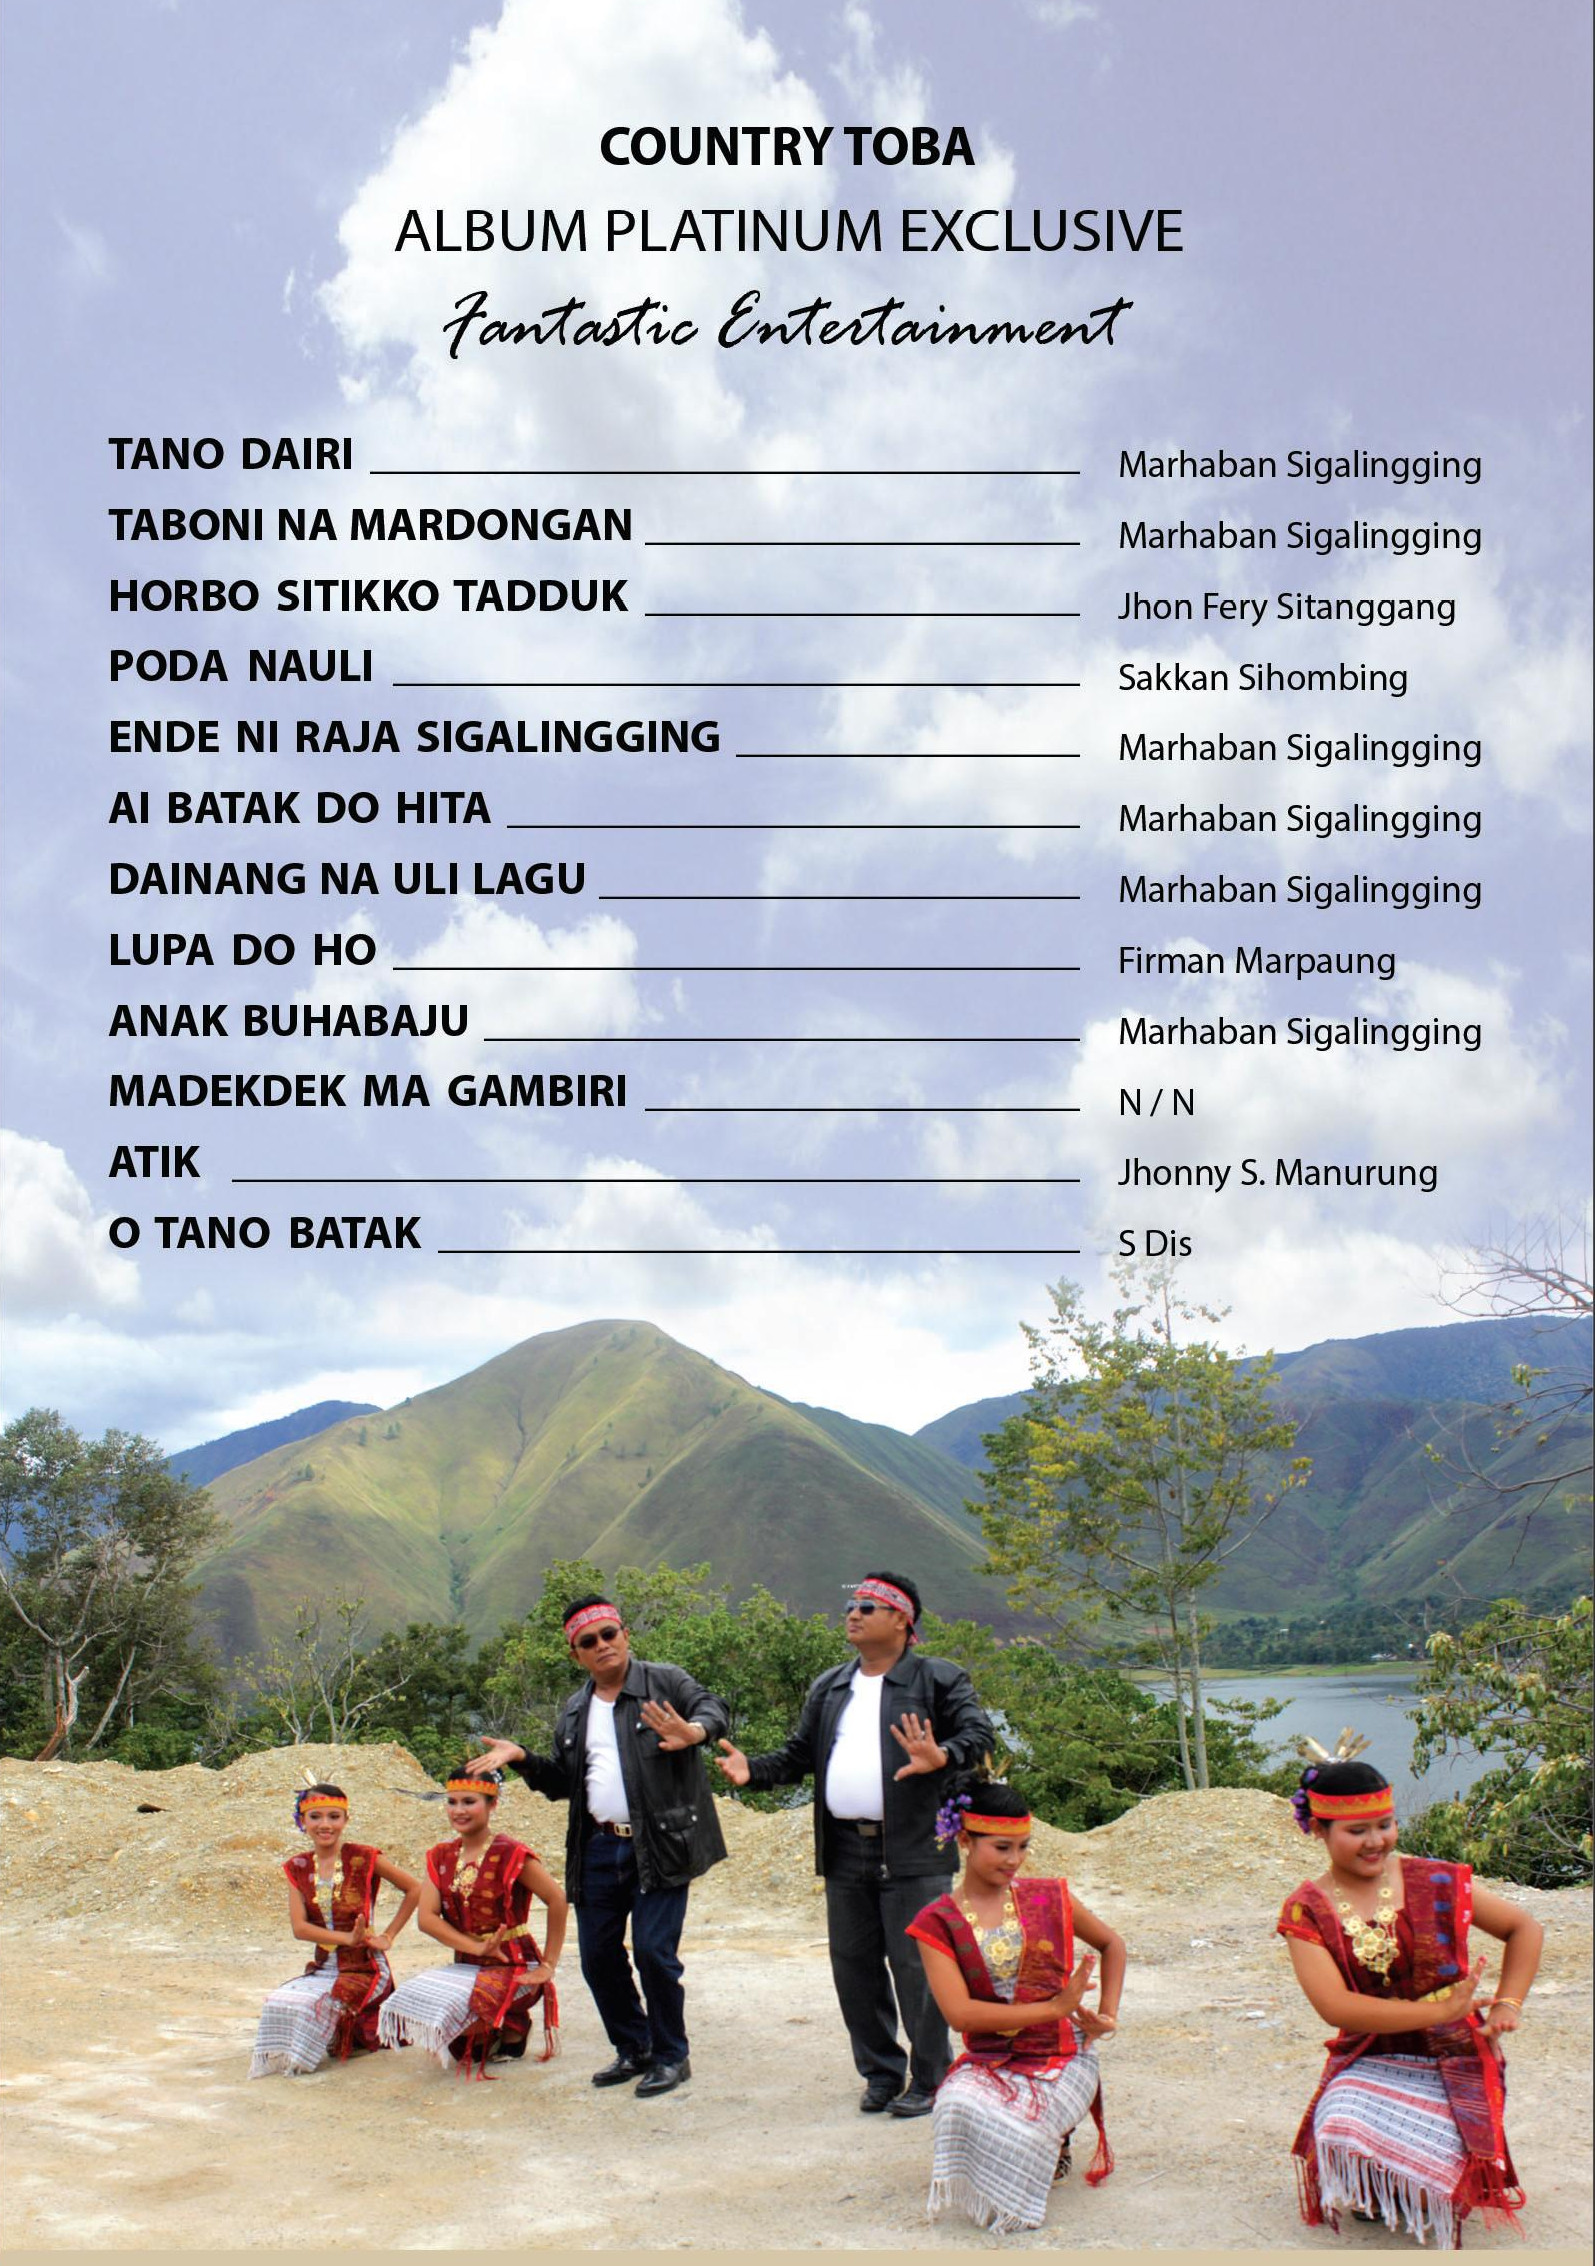 COUNTRY TOBA
ALBUM PLATINUM EXCLUSIVE
Fantastic Entertainment
TANO DAIRI Marhaban Sigalingging
TABONI NA MARDONGAN Marhaban Sigalingging
HORBO SITIKKO TADDUK Jhon Fery Sitanggang
PODA NAULI Sakkan Sihombing
ENDE NI RAJA SIGALINGGING Marhaban Sigalingging
AI BATAK DO HITA Marhaban Sigalingging
DAINANG NA ULI LAGU Marhaban Sigalingging
LUPA DO HO Firman Marpaung
ANAK BUHABAJU Marhaban Sigalingging
MADEKDEK MA GAMBIRI N / N
ATIK Jhonny S. Manurung
O TANO BATAK S Dis